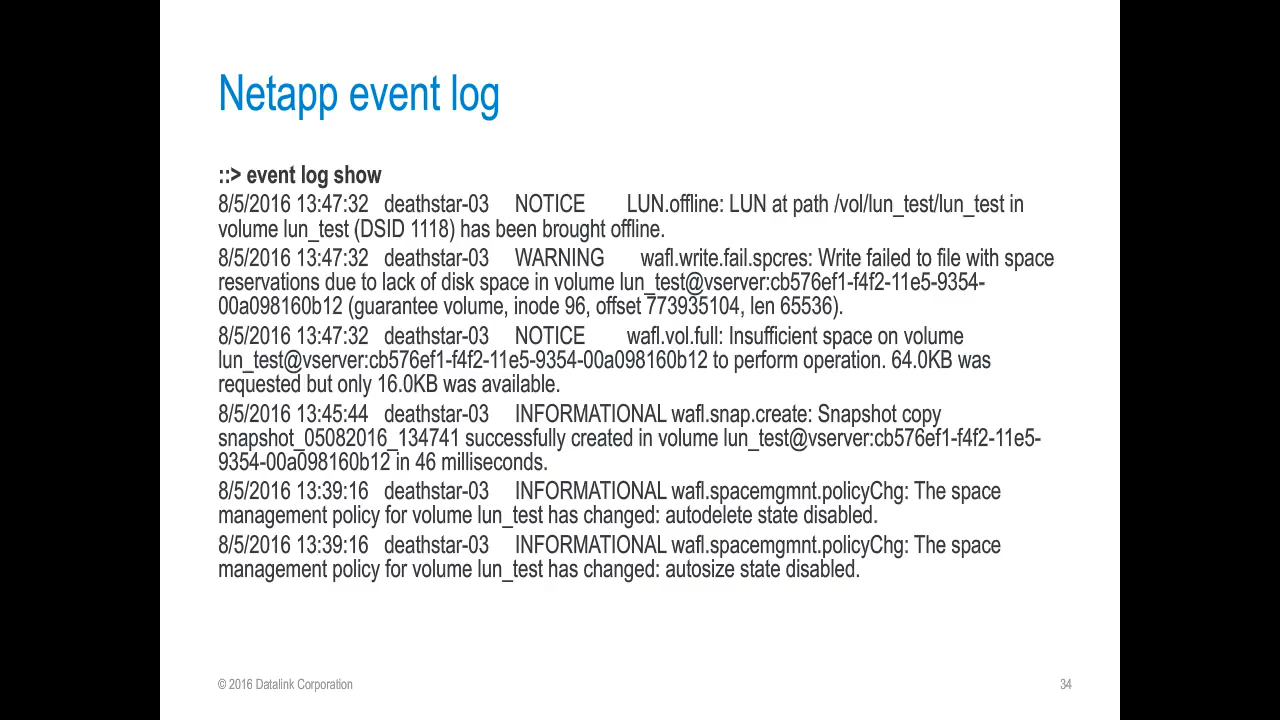 Netapp event log
::> event log show
8/5/2016 13:47:32 deathstar-03 NOTICE LUN.offline: LUN at path /vol/lun_test/lun_test in
volume lun_test (DSID 1118) has been brought offline.
8/5/2016 13:47:32 deathstar-03 WARNING wafl.write.fail.spcres: Write failed to file with space
reservations due to lack of disk space in volume lun_test@vserver:cb576ef1-f4f2-11e5-9354-
00a098160b12 (guarantee volume, inode 96, offset 773935104, len 65536).
8/5/2016 13:47:32 deathstar-03 NOTICE wafl.vol.full: Insufficient space on volume
lun_test@vserver:cb576ef1-f4f2-11e5-9354-00a098160b12 to perform operation. 64.0KB was
requested but only 16.0KB was available.
8/5/2016 13:45:44 deathstar-03 INFORMATIONAL wafl.snap.create: Snapshot copy
snapshot_05082016_134741 successfully created in volume lun_test@vserver:cb576ef1-f4f2-11e5-
9354-00a098160b12 in 46 milliseconds.
8/5/2016 13:39:16 deathstar-03 INFORMATIONAL wafl.spacemgmnt.policyChg: The space
management policy for volume lun_test has changed: autodelete state disabled.
8/5/2016 13:39:16 deathstar-03 INFORMATIONAL wafl.spacemgmnt.policyChg: The space
management policy for volume lun_test has changed: autosize state disabled.
© 2016 Datalink Corporation
34